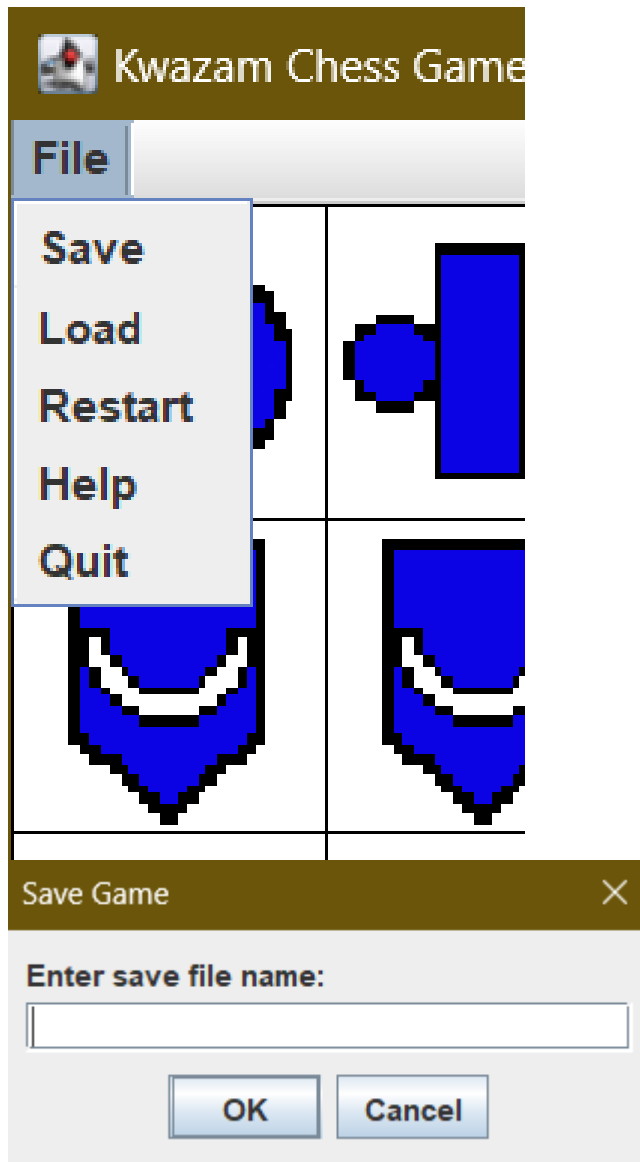 Kwazam Chess Game
File
Save
Load
Restart
Help
Quit
Save Game
Enter save file name:
OK Cancel